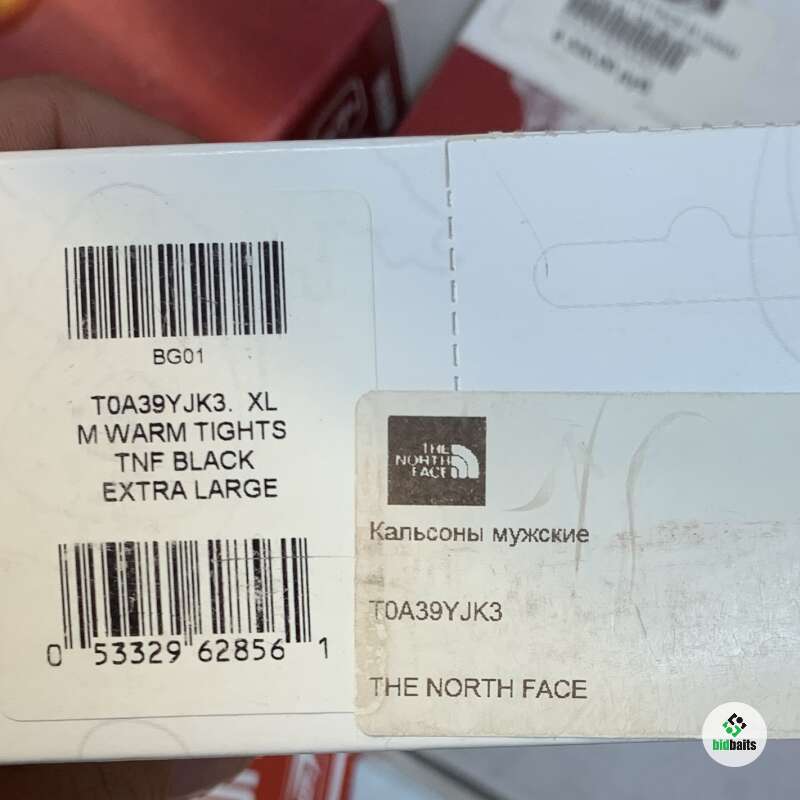 BG01
T0A39YJK3. XL
M WARM TIGHTS
TNF BLACK
EXTRA LARGE
0 53329 62856 1
THE
NORTH
FACE
Кальсоны мужские
T0A39YJK3
THE NORTH FACE
bidbaits